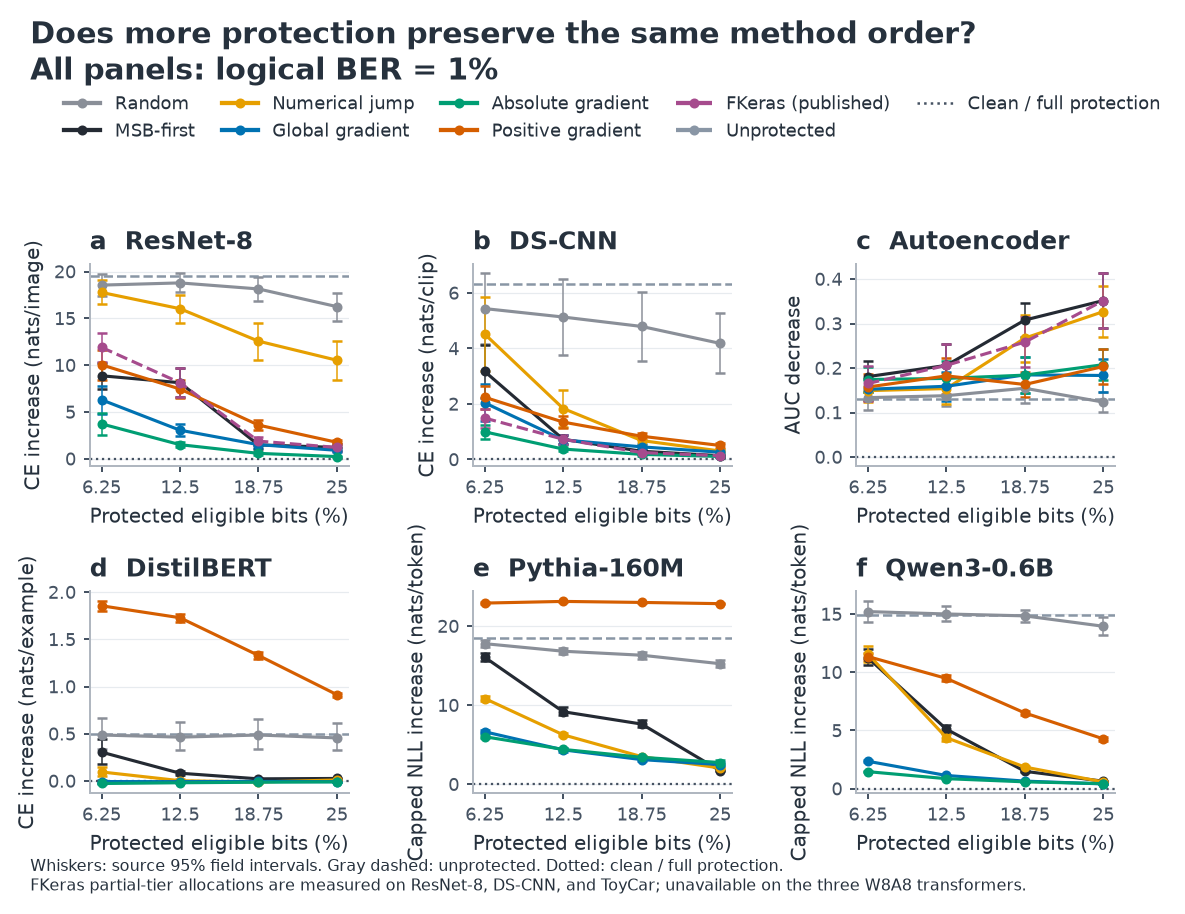 Does more protection preserve the same method order?
All panels: logical BER = 1%
Random
Numerical jump
Absolute gradient
FKeras (published)
Clean / full protection
MSB-first
Global gradient
Positive gradient
Unprotected
a ResNet-8
CE increase (nats/image)
20
15
10
5
0
6.25 12.5 18.75 25
Protected eligible bits (%)
b DS-CNN
CE increase (nats/clip)
6
4
2
0
6.25 12.5 18.75 25
Protected eligible bits (%)
c Autoencoder
AUC decrease
0.4
0.3
0.2
0.1
0.0
6.25 12.5 18.75 25
Protected eligible bits (%)
d DistilBERT
CE increase (nats/example)
2.0
1.5
1.0
0.5
0.0
6.25 12.5 18.75 25
Protected eligible bits (%)
e Pythia-160M
Capped NLL increase (nats/token)
20
10
0
6.25 12.5 18.75 25
Protected eligible bits (%)
f Qwen3-0.6B
Capped NLL increase (nats/token)
15
10
5
0
6.25 12.5 18.75 25
Protected eligible bits (%)
Whiskers: source 95% field intervals. Gray dashed: unprotected. Dotted: clean / full protection.
FKeras partial-tier allocations are measured on ResNet-8, DS-CNN, and ToyCar; unavailable on the three W8A8 transformers.